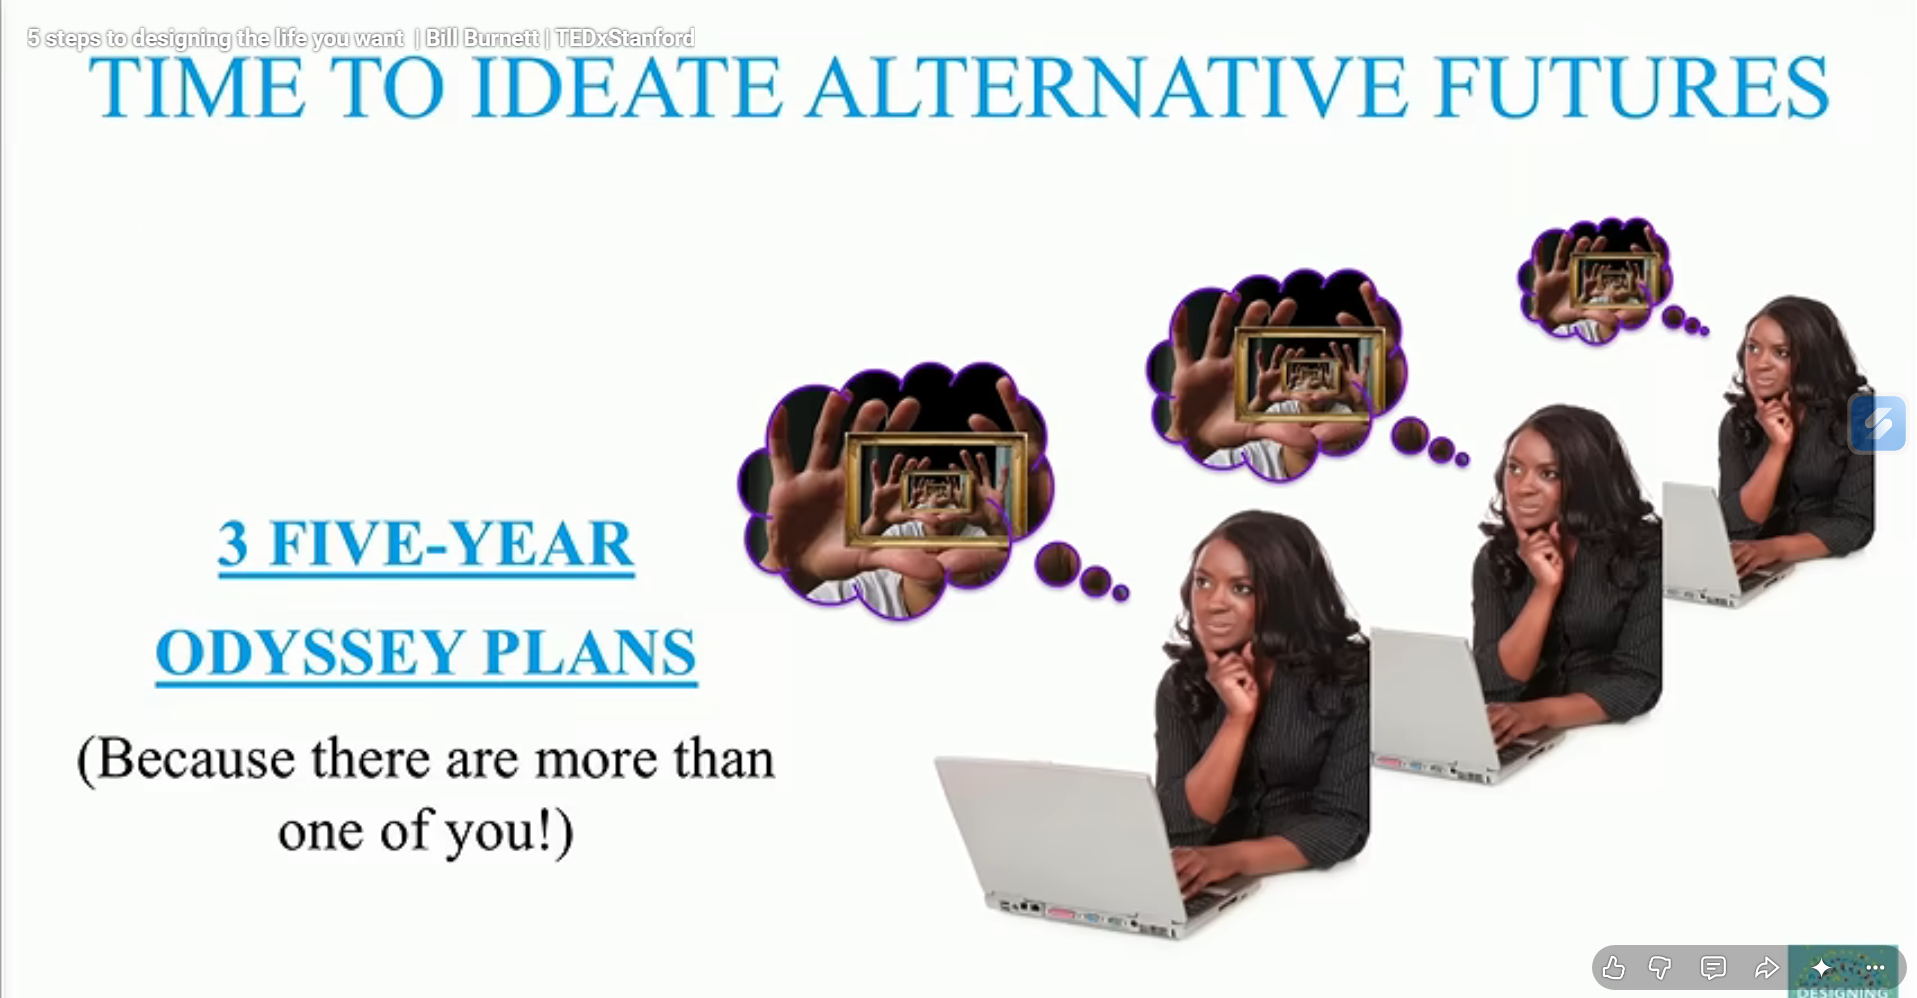 5 steps to designing the life you want | Bill Burnett | TEDxStanford
TIME TO IDEATE ALTERNATIVE FUTURES
3 FIVE-YEAR
ODYSSEY PLANS
(Because there are more than
one of you!)
DESIGNING